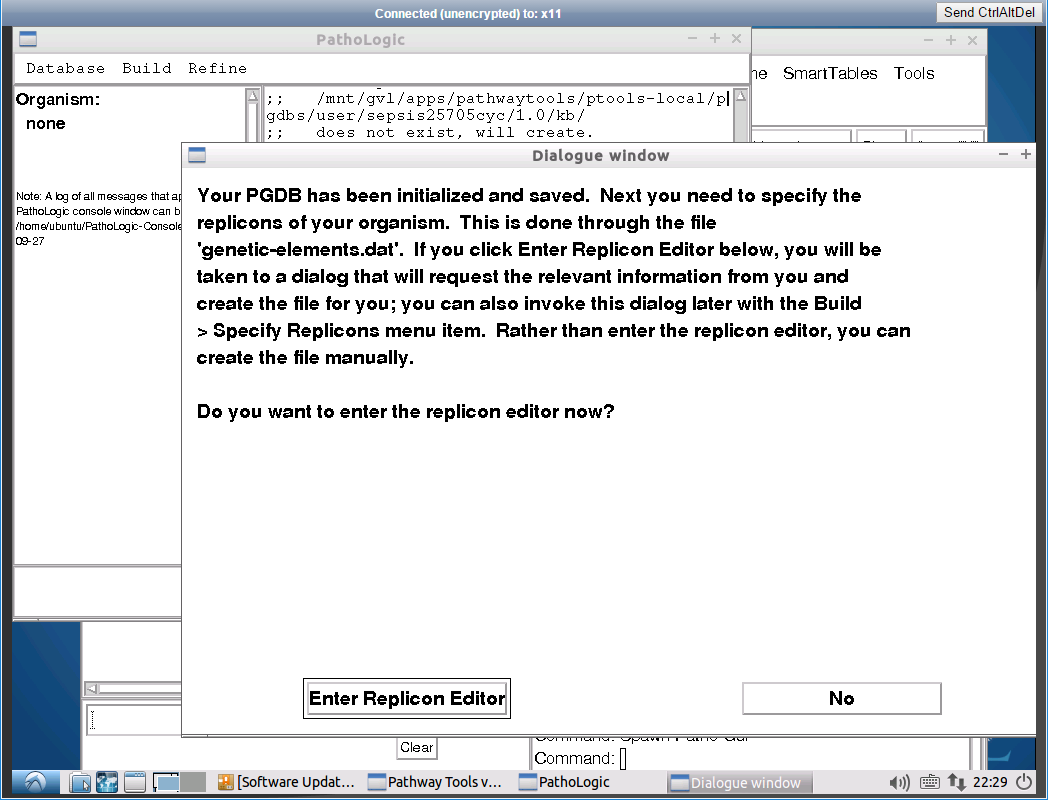 Connected (unencrypted) to: x11
Send CtrlAltDel
PathoLogic
Database Build Refine
SmartTables Tools
Organism:
none
;; /mnt/gvl/apps/pathwaytools/ptools-local/p
gdbs/user/sepsis25705cyc/1.0/kb/
;; does not exist, will create.
Note: A log of all messages that
PathoLogic console window can
/home/ubuntu/PathoLogic-Console
09-27
Dialogue window
Your PGDB has been initialized and saved. Next you need to specify the
replicons of your organism. This is done through the file
'genetic-elements.dat'. If you click Enter Replicon Editor below, you will be
taken to a dialog that will request the relevant information from you and
create the file for you; you can also invoke this dialog later with the Build
> Specify Replicons menu item. Rather than enter the replicon editor, you can
create the file manually.
Do you want to enter the replicon editor now?
Enter Replicon Editor
No
Clear
Command:
[Software Updat...
Pathway Tools v...
PathoLogic
Dialogue window
22:29